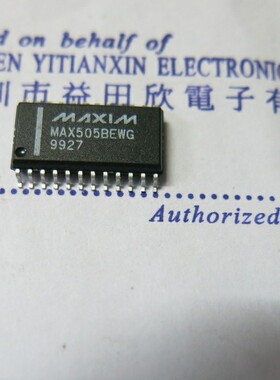 d on behalf of
EN YITIANXIN ELECTRONIC
圳市益田欣電子有
MAXIM
MAX505BEWG
9927
Authorized